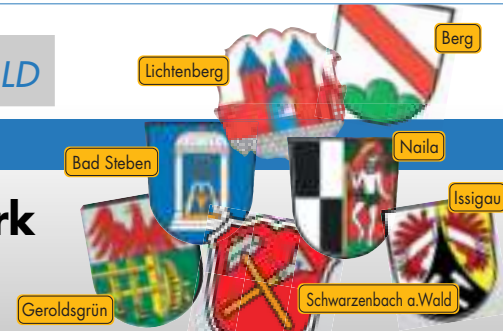 LD
Berg
Lichtenberg
Naila
Bad Steben
Issigau
rk
Schwarzenbach a.Wald
Geroldsgrün